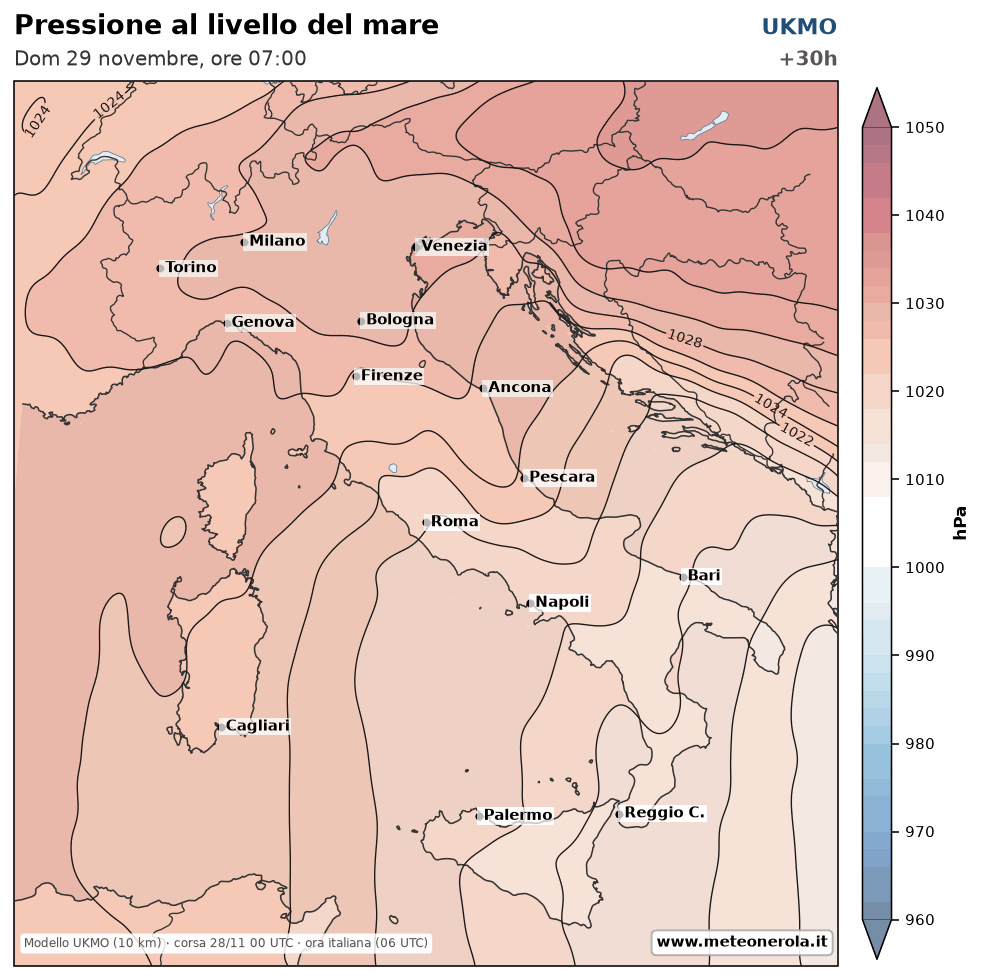 Pressione al livello del mare
UKMO
Dom 29 novembre, ore 07:00
+30h
1024
1024
Milano
Venezia
Torino
Genova
Bologna
1028
Firenze
Ancona
1024
1022
Pescara
Roma
Bari
Napoli
Cagliari
Palermo
Reggio C.
Modello UKMO (10 km) · corsa 28/11 00 UTC · ora italiana (06 UTC)
www.meteonerola.it
1050
1040
1030
1020
1010
1000
990
980
970
960
hPa